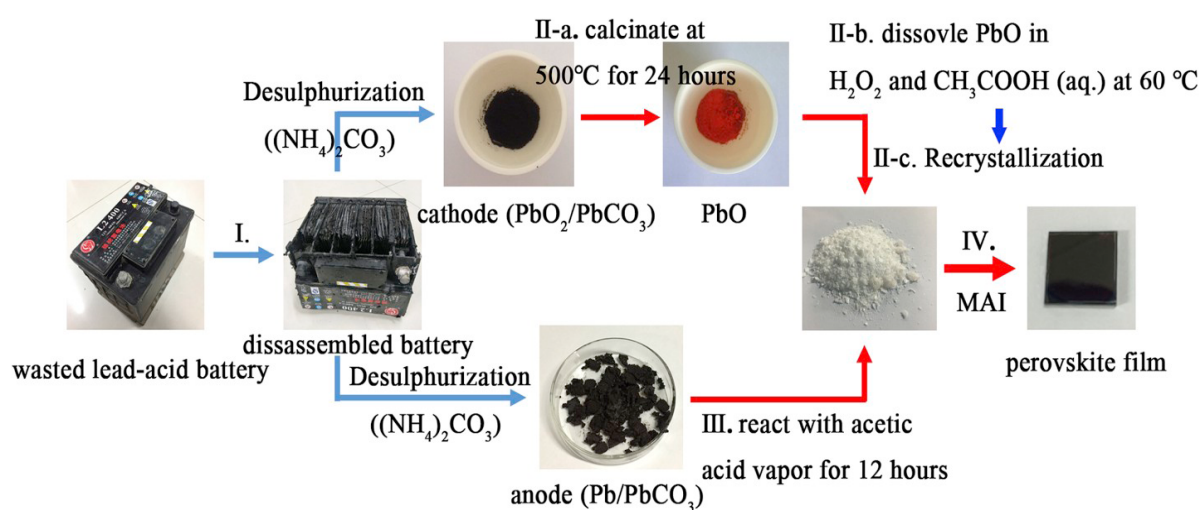 II-a. calcinate at
500℃ for 24 hours
II-b. dissovle PbO in
H₂O₂ and CH₃COOH (aq.) at 60 ℃
Desulphurization
((NH₄)₂CO₃)
II-c. Recrystallization
cathode (PbO₂/PbCO₃)
PbO
L2 400
I.
IV.
MAI
wasted lead-acid battery
dissassembled battery
perovskite film
Desulphurization
((NH₄)₂CO₃)
III. react with acetic
acid vapor for 12 hours
anode (Pb/PbCO₃)